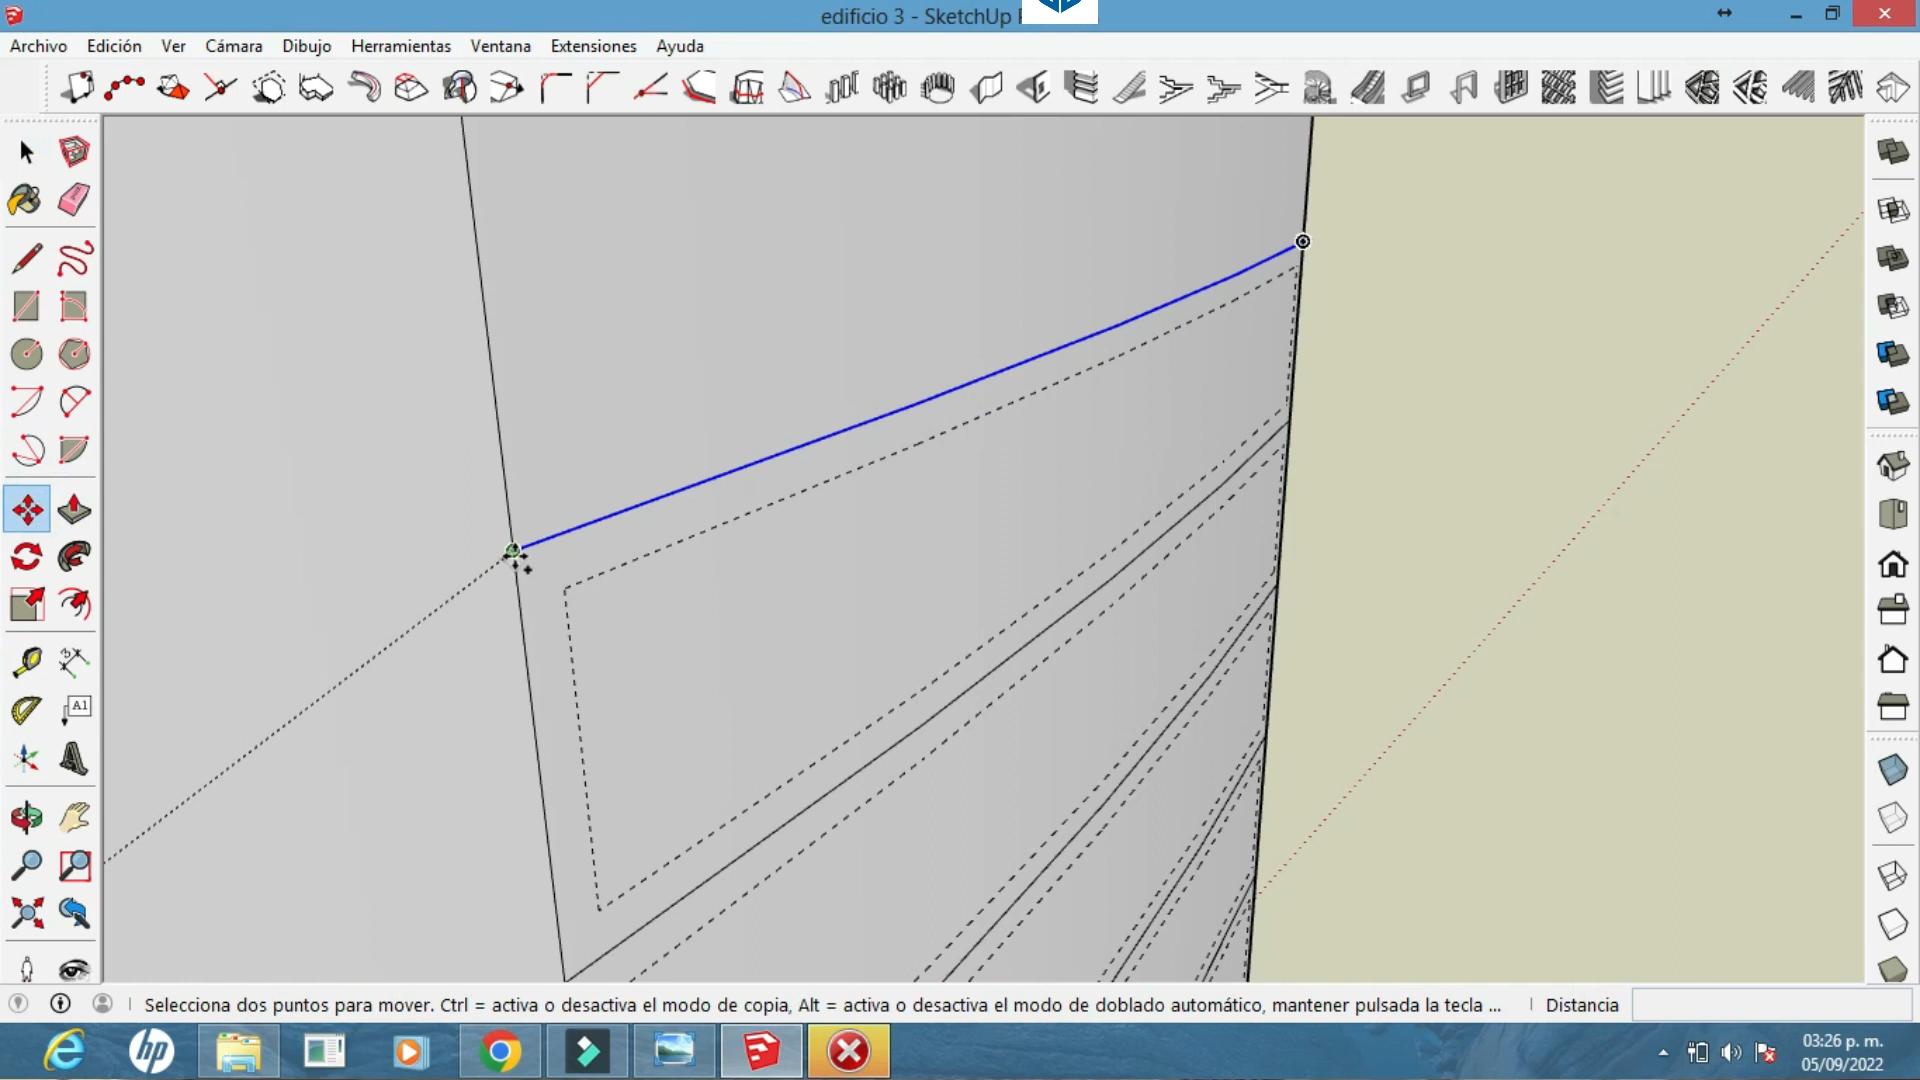 edificio 3 - SketchUp
Archivo Edición Ver Cámara Dibujo Herramientas Ventana Extensiones Ayuda
A1
Selecciona dos puntos para mover. Ctrl = activa o desactiva el modo de copia, Alt = activa o desactiva el modo de doblado automático, mantener pulsada la tecla ... Distancia
hp
03:26 p. m.
05/09/2022